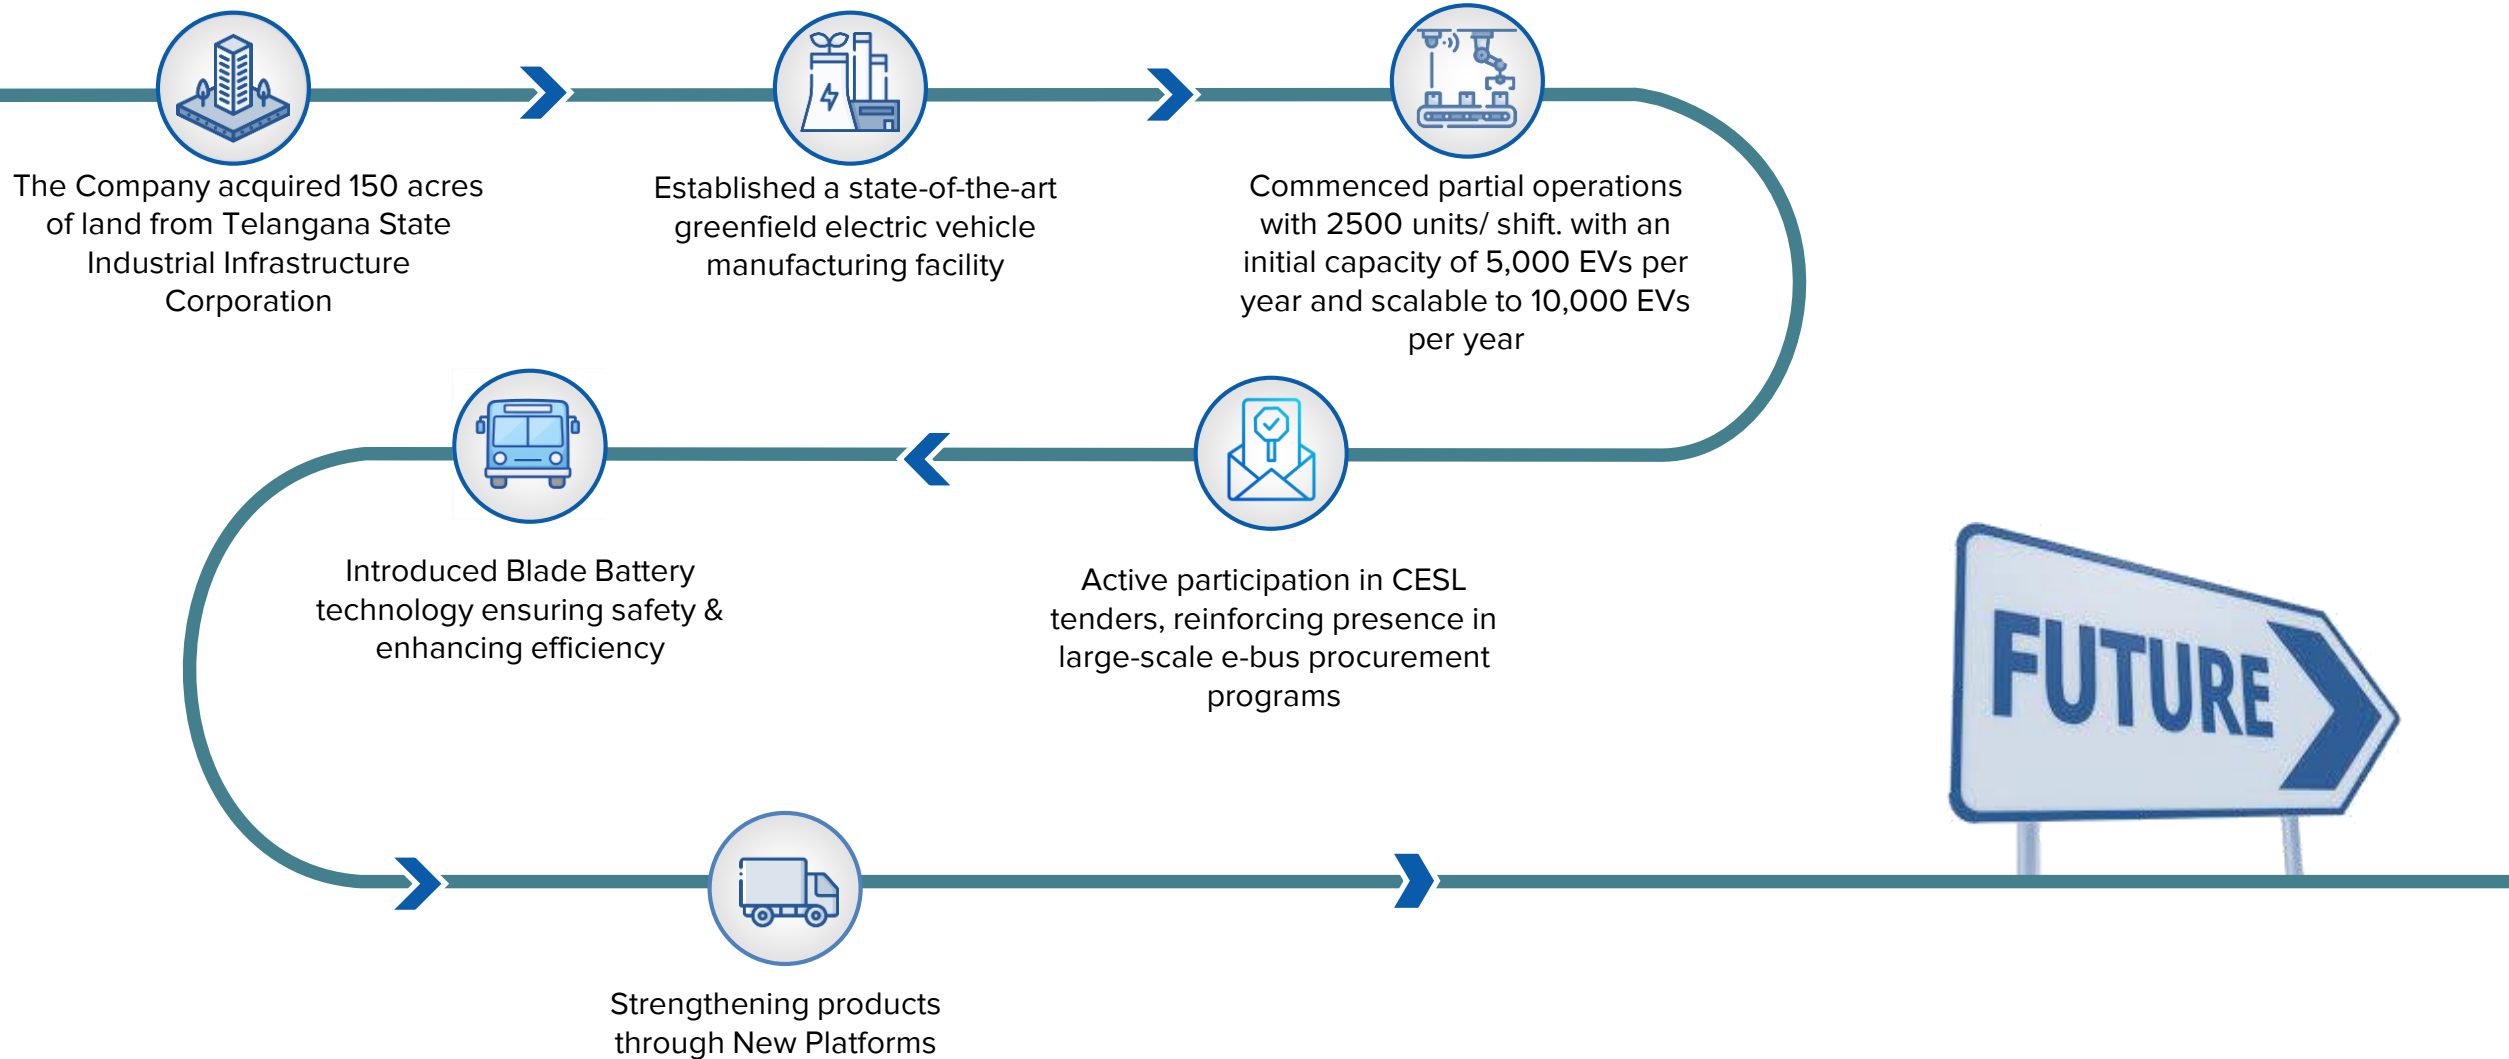 The Company acquired 150 acres
of land from Telangana State
Industrial Infrastructure
Corporation
Established a state-of-the-art
greenfield electric vehicle
manufacturing facility
Commenced partial operations
with 2500 units/ shift. with an
initial capacity of 5,000 EVs per
year and scalable to 10,000 EVs
per year
Active participation in CESL
tenders, reinforcing presence in
large-scale e-bus procurement
programs
Introduced Blade Battery
technology ensuring safety &
enhancing efficiency
Strengthening products
through New Platforms
FUTURE